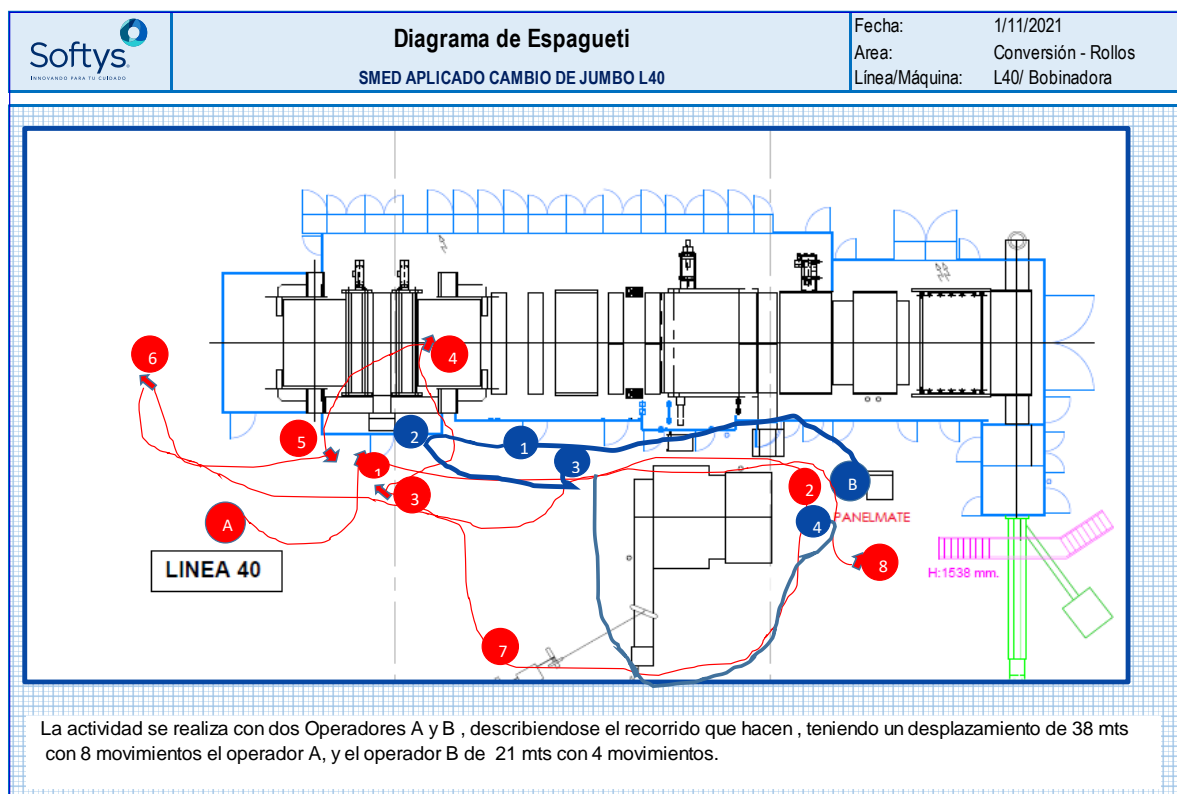 Softys
INNOVANDO PARA TU CUIDADO
Diagrama de Espagueti
SMED APLICADO CAMBIO DE JUMBO L40
Fecha: 1/11/2021
Area: Conversión - Rollos
Línea/Máquina: L40/ Bobinadora
6
4
5
2
1
1
3
3
2
B
A
4
PANELMATE
8
LINEA 40
H:1538 mm.
7
La actividad se realiza con dos Operadores A y B , describiendose el recorrido que hacen , teniendo un desplazamiento de 38 mts
con 8 movimientos el operador A, y el operador B de 21 mts con 4 movimientos.